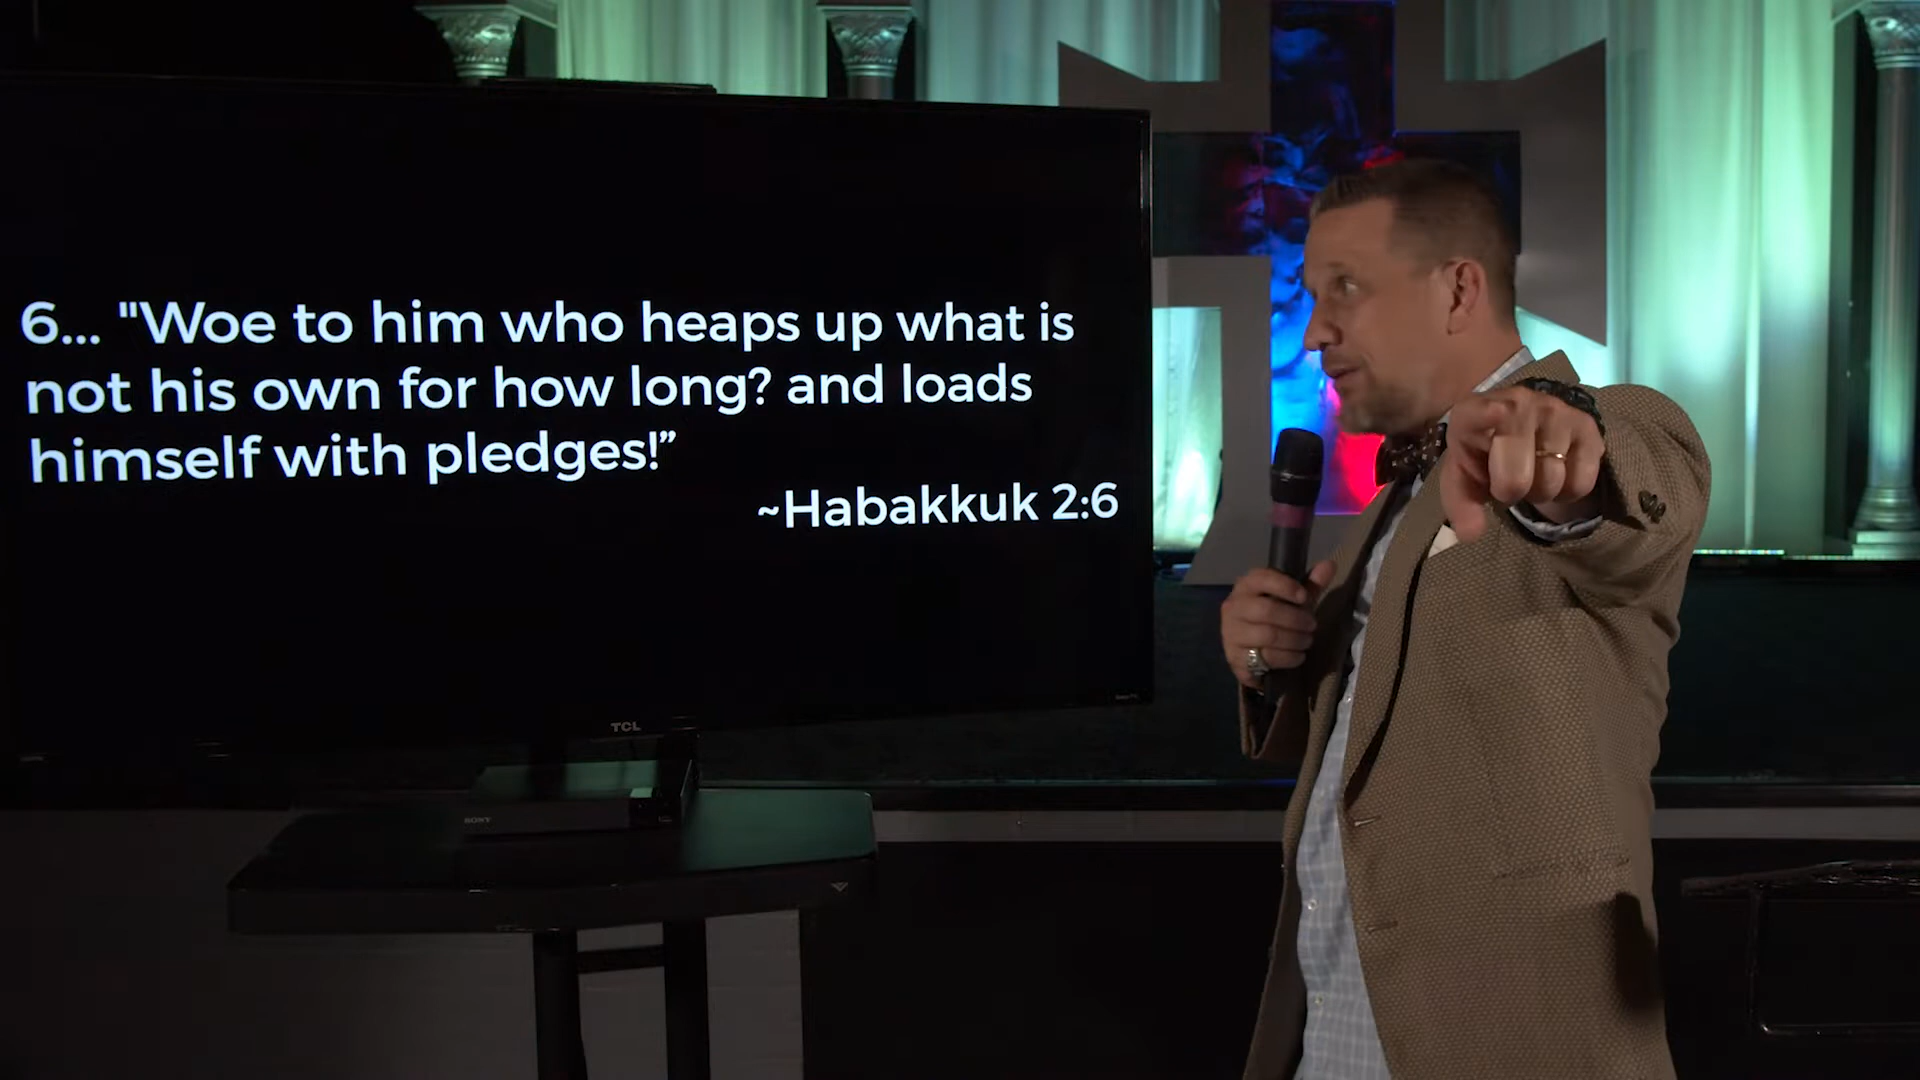 6... "Woe to him who heaps up what is
not his own for how long? and loads
himself with pledges!”
~Habakkuk 2:6
TCL
SONY